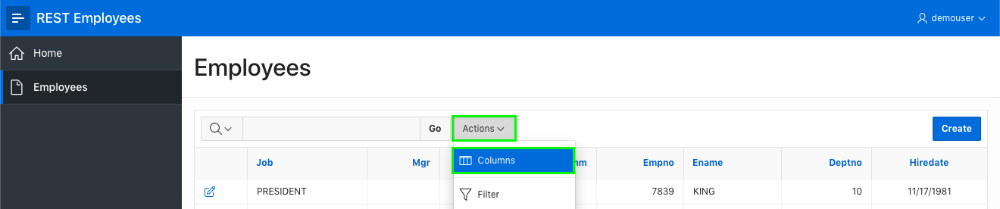 REST Employees
demouser
Home
Employees
Employees
Go
Actions
Create
Columns
Job Mgr Empno Ename Deptno Hiredate
PRESIDENT 7839 KING 10 11/17/1981
Filter